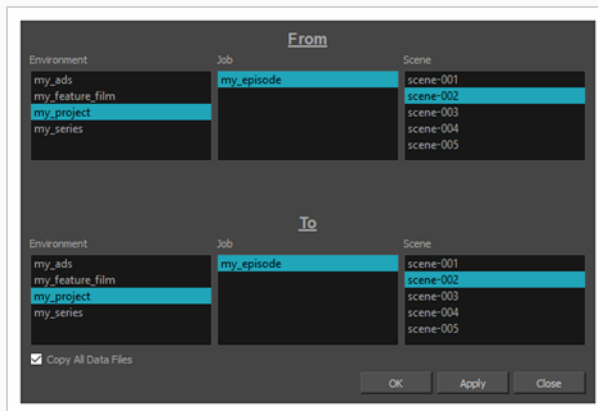 From
Environment Job Scene
my_ads my_episode scene-001
my_feature_film scene-002
my_project scene-003
my_series scene-004
scene-005
To
Environment Job Scene
my_ads my_episode scene-001
my_feature_film scene-002
my_project scene-003
my_series scene-004
scene-005
Copy All Data Files
OK Apply Close